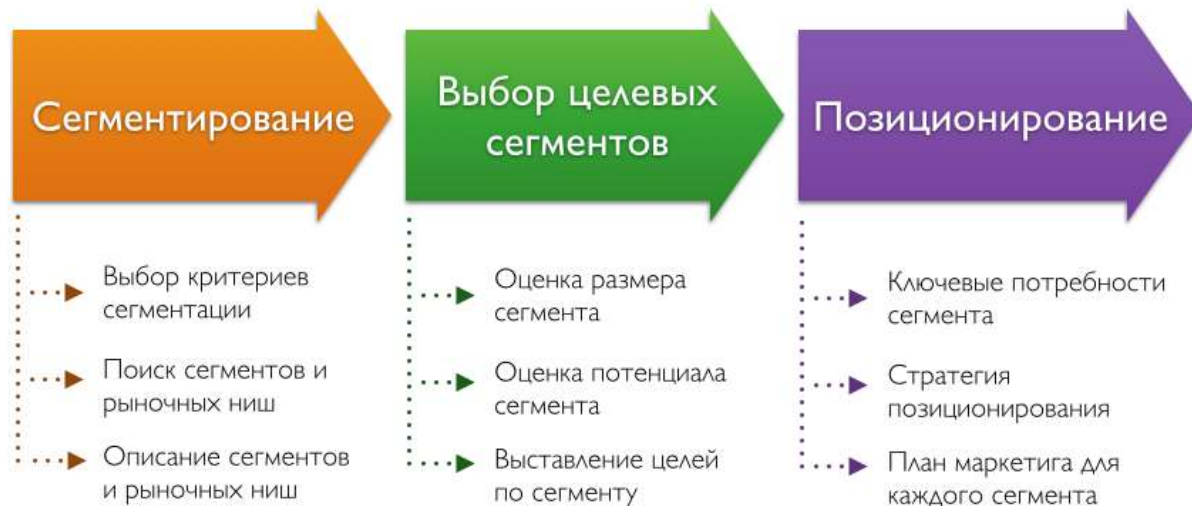 Сегментирование
Выбор целевых
сегментов
Позиционирование
Выбор критериев
сегментации
Поиск сегментов и
рыночных ниш
Описание сегментов
и рыночных ниш
Оценка размера
сегмента
Оценка потенциала
сегмента
Выставление целей
по сегменту
Ключевые потребности
сегмента
Стратегия
позиционирования
План маркетига для
каждого сегмента